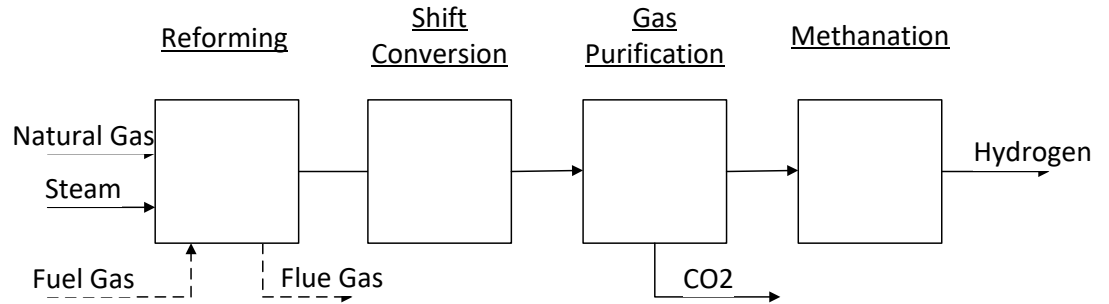 Reforming
Shift
Conversion
Gas
Purification
Methanation
Natural Gas
Steam
Hydrogen
Fuel Gas
Flue Gas
CO2